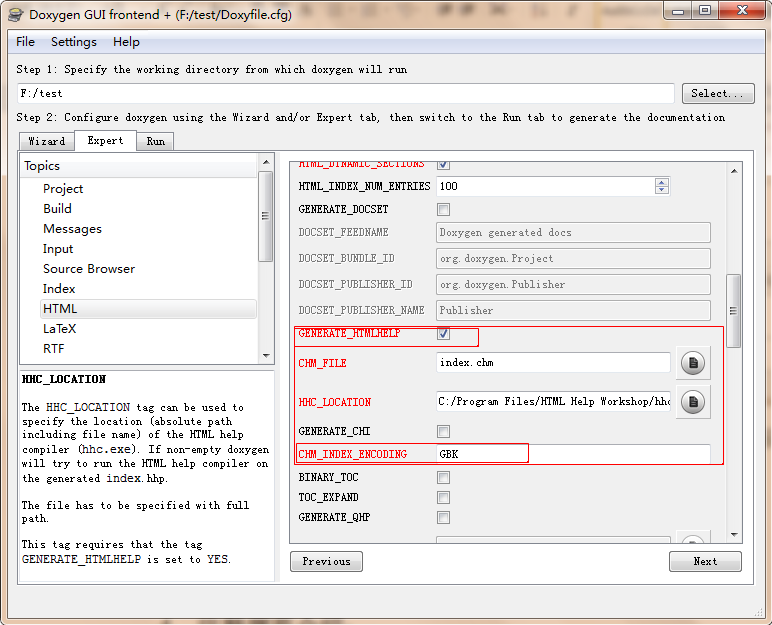 Doxygen GUI frontend + (F:/test/Doxyfile.cfg)
File Settings Help
Step 1: Specify the working directory from which doxygen will run
F:/test
Select...
Step 2: Configure doxygen using the Wizard and/or Expert tab, then switch to the Run tab to generate the documentation
Wizard Expert Run
Topics
Project
Build
Messages
Input
Source Browser
Index
HTML
LaTeX
RTF
HHC_LOCATION
The HHC_LOCATION tag can be used to
specify the location (absolute path
including file name) of the HTML help
compiler (hhc.exe). If non-empty doxygen
will try to run the HTML help compiler on
the generated index.hhp.
The file has to be specified with full
path.
This tag requires that the tag
GENERATE_HTMLHELP is set to YES.
HTML_DYNAMIC_SECTIONS
HTML_INDEX_NUM_ENTRIES 100
GENERATE_DOCSET
DOCSET_FEEDNAME Doxygen generated docs
DOCSET_BUNDLE_ID org.doxygen.Project
DOCSET_PUBLISHER_ID org.doxygen.Publisher
DOCSET_PUBLISHER_NAME Publisher
GENERATE_HTMLHELP
CHM_FILE index.chm
HHC_LOCATION C:/Program Files/HTML Help Workshop/hhc
GENERATE_CHI
CHM_INDEX_ENCODING GBK
BINARY_TOC
TOC_EXPAND
GENERATE_QHP
Previous Next